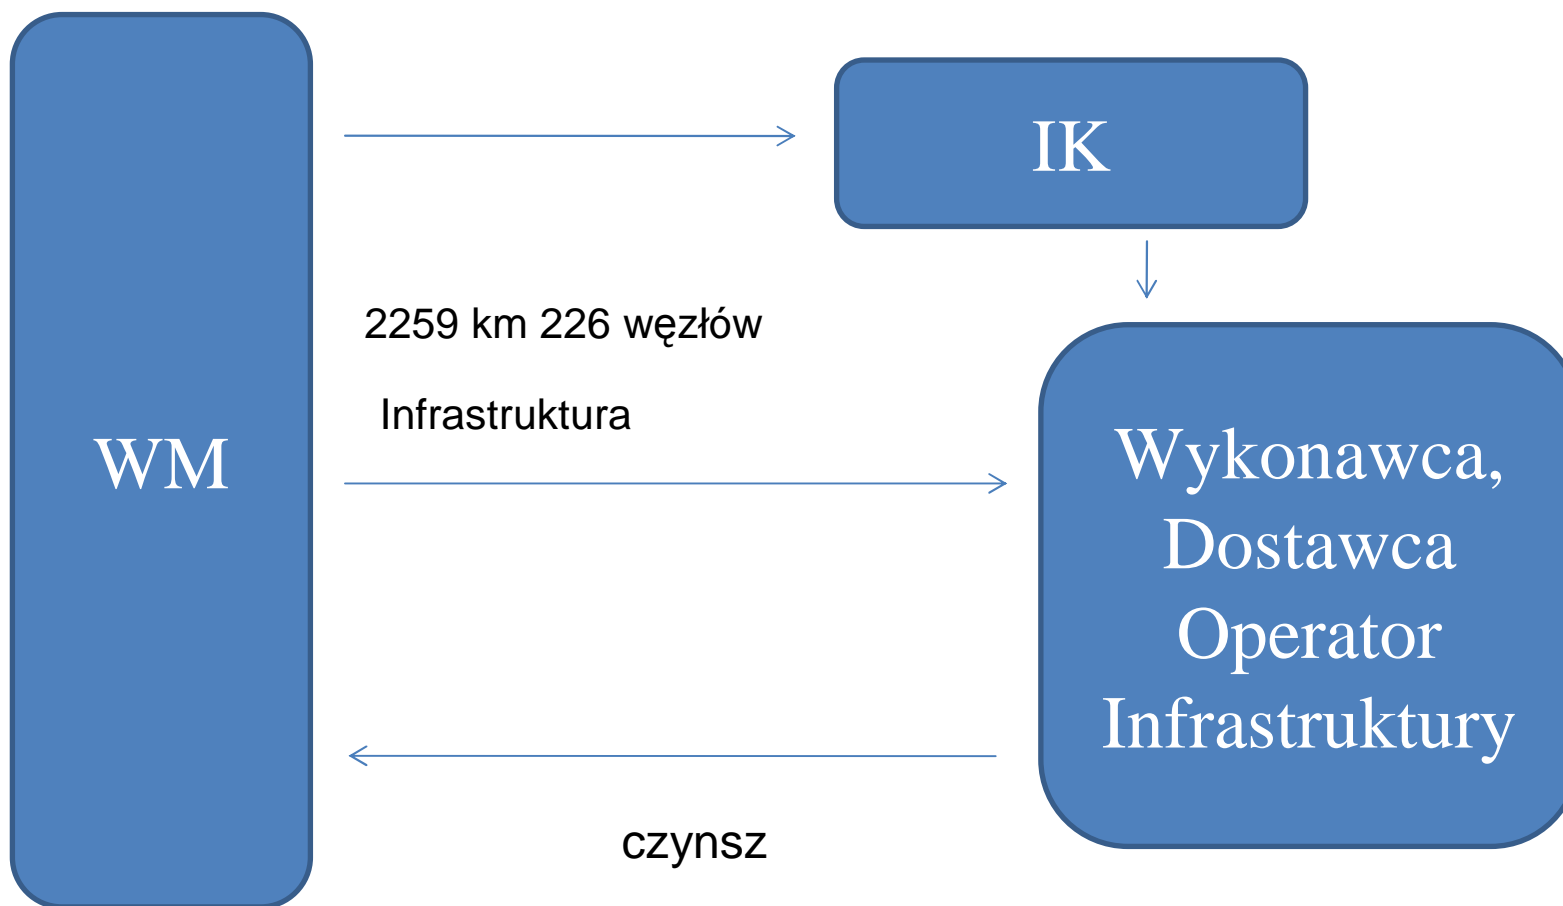 IK
2259 km 226 węzłów
Infrastruktura
WM
Wykonawca,
Dostawca
Operator
Infrastruktury
czynsz